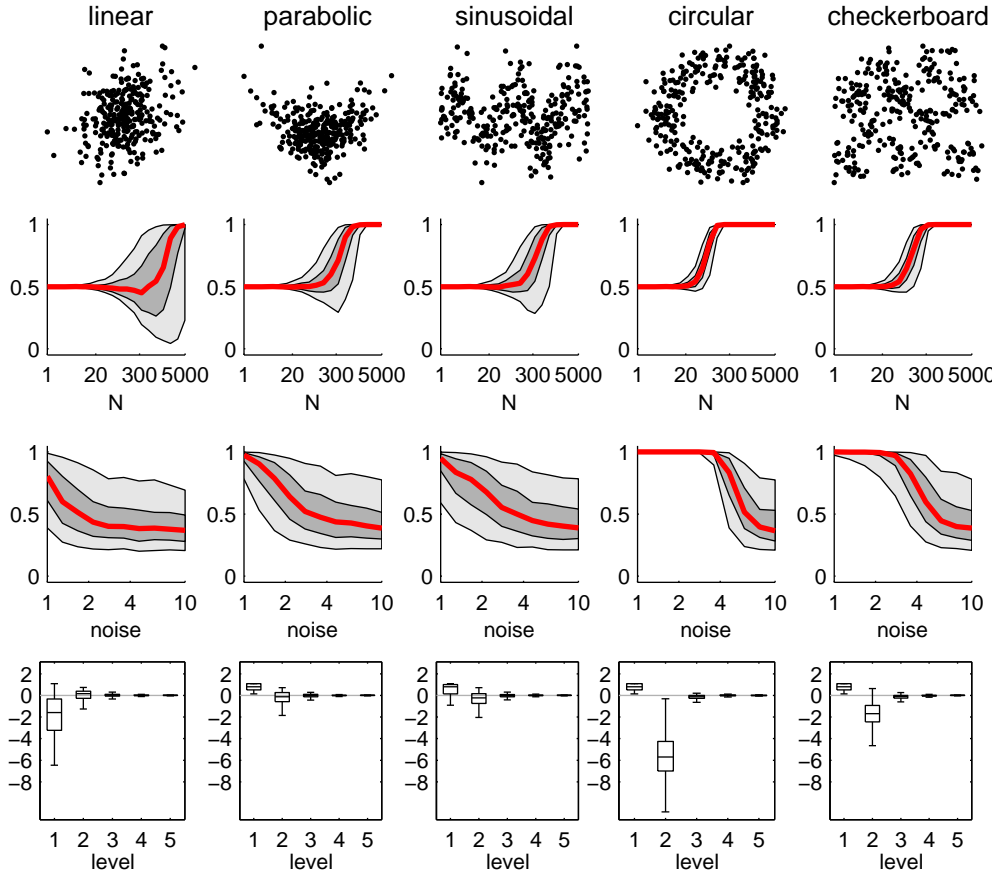 linear parabolic sinusoidal circular checkerboard
1 1 1 1 1
0.5 0.5 0.5 0.5 0.5
0 0 0 0 0
1 20 300 5000 1 20 300 5000 1 20 300 5000 1 20 300 5000 1 20 300 5000
N N N N N
1 1 1 1 1
0.5 0.5 0.5 0.5 0.5
0 0 0 0 0
1 2 4 10 1 2 4 10 1 2 4 10 1 2 4 10 1 2 4 10
noise noise noise noise noise
2 2 2 2 2
0 0 0 0 0
−2 −2 −2 −2 −2
−4 −4 −4 −4 −4
−6 −6 −6 −6 −6
−8 −8 −8 −8 −8
1 2 3 4 5 1 2 3 4 5 1 2 3 4 5 1 2 3 4 5 1 2 3 4 5
level level level level level